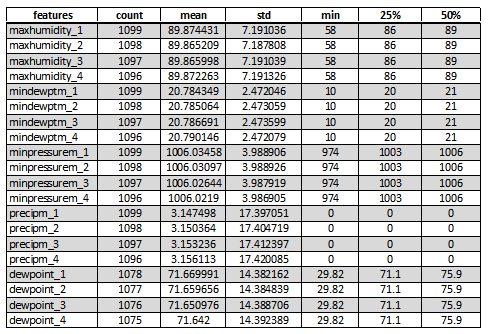 features count mean std min 25% 50%
maxhumidity_1 1099 89.874431 7.191036 58 86 89
maxhumidity_2 1098 89.865209 7.187808 58 86 89
maxhumidity_3 1097 89.865998 7.191039 58 86 89
maxhumidity_4 1096 89.872263 7.191326 58 86 89
mindewptm_1 1099 20.784349 2.472046 10 20 21
mindewptm_2 1098 20.785064 2.473059 10 20 21
mindewptm_3 1097 20.786691 2.473599 10 20 21
mindewptm_4 1096 20.790146 2.472079 10 20 21
minpressurem_1 1099 1006.03458 3.988906 974 1003 1006
minpressurem_2 1098 1006.03097 3.988926 974 1003 1006
minpressurem_3 1097 1006.02644 3.987919 974 1003 1006
minpressurem_4 1096 1006.0219 3.986905 974 1003 1006
precipm_1 1099 3.147498 17.397051 0 0 0
precipm_2 1098 3.150364 17.404719 0 0 0
precipm_3 1097 3.153236 17.412397 0 0 0
precipm_4 1096 3.156113 17.420085 0 0 0
dewpoint_1 1078 71.669991 14.382162 29.82 71.1 75.9
dewpoint_2 1077 71.659656 14.384839 29.82 71.1 75.9
dewpoint_3 1076 71.650976 14.388706 29.82 71.1 75.9
dewpoint_4 1075 71.642 14.392389 29.82 71.1 75.9